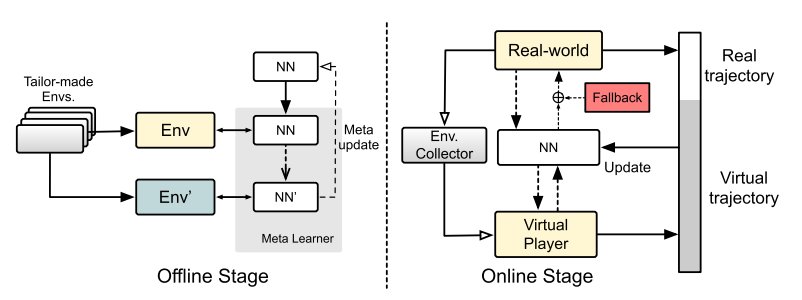 Tailor-made
Envs.
Env
Env'
NN
NN
NN'
Meta
update
Meta Learner
Offline Stage
Real-world
Fallback
Env.
Collector
NN
Update
Virtual
Player
Real
trajectory
Virtual
trajectory
Online Stage